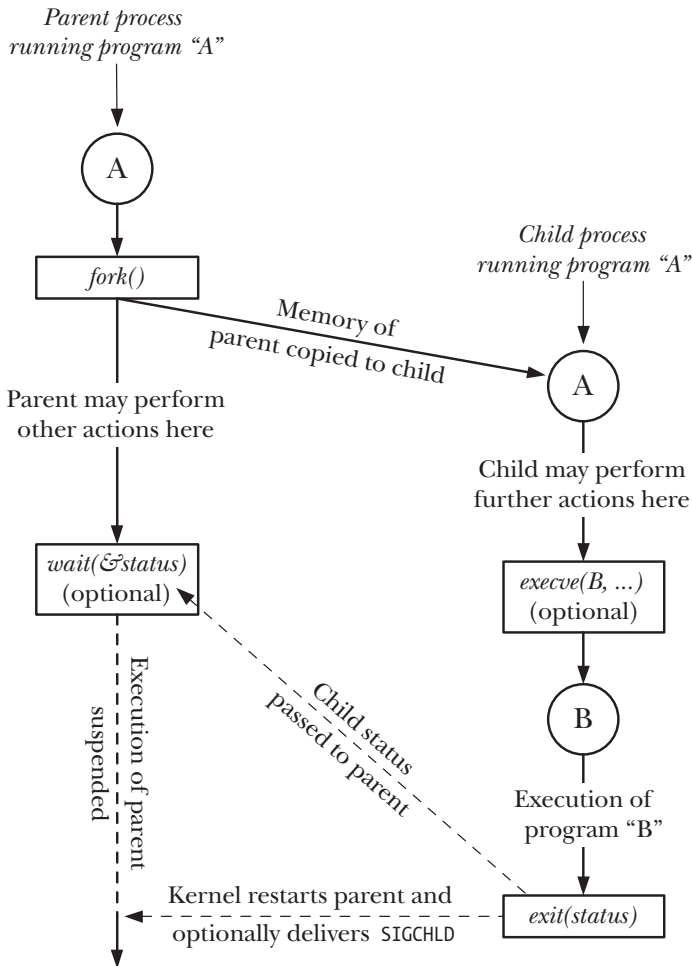 Parent process
running program “A”
A
fork()
Memory of
parent copied to child
Child process
running program “A”
A
Parent may perform
other actions here
Child may perform
further actions here
wait(&status)
(optional)
execve(B, ...)
(optional)
B
Execution of parent
suspended
Child status
passed to parent
Execution of
program “B”
Kernel restarts parent and
optionally delivers SIGCHLD
exit(status)